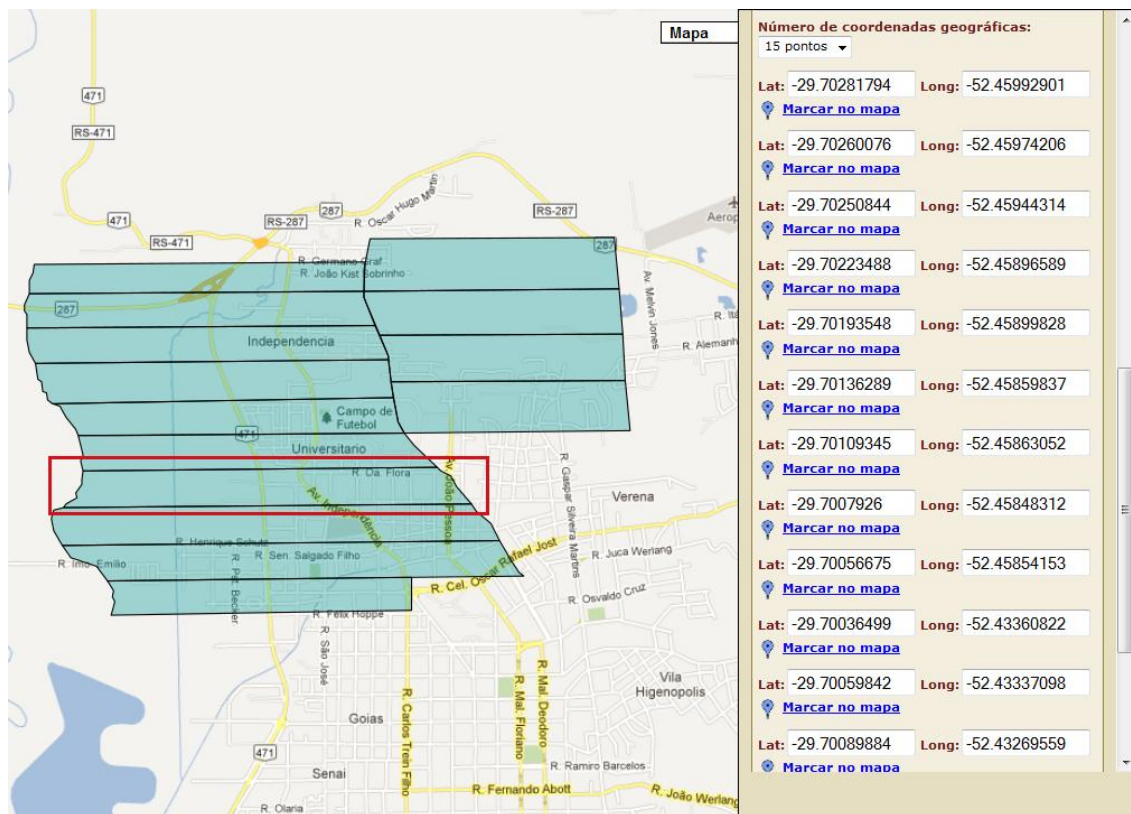 Mapa
471
RS-471
R. Oscar Hugo Martin
287
RS-287
RS-287
471
RS-471
Aerop
287
R. Germano Graf
R. João Kist Sobrinho
Av. Melvin Jones
287
R. Itá
Independencia
R. Alemanh
Campo de
Futebol
471
Universitario
R. Da. Flora
Av. João Pessoa
R. Gaspar Silveira Martins
Verena
Av. Independência
R. Henrique Schutz
R. Sen. Salgado Filho
R. Cel. Oscar Rafael Jost
R. Juca Werlang
R. Imo. Emilio
R. Pst. Becker
R. Osvaldo Cruz
R. Felix Hoppe
R. São José
Vila
Higenopolis
R. Carlos Trein Filho
R. Mal. Floriano
R. Mal. Deodoro
Goias
471
Senai
R. Ramiro Barcelos
R. Fernando Abott
R. João Werlang
R. Olaria
Número de coordenadas geográficas:
15 pontos
Lat: -29.70281794 Long: -52.45992901
Marcar no mapa
Lat: -29.70260076 Long: -52.45974206
Marcar no mapa
Lat: -29.70250844 Long: -52.45944314
Marcar no mapa
Lat: -29.70223488 Long: -52.45896589
Marcar no mapa
Lat: -29.70193548 Long: -52.45899828
Marcar no mapa
Lat: -29.70136289 Long: -52.45859837
Marcar no mapa
Lat: -29.70109345 Long: -52.45863052
Marcar no mapa
Lat: -29.7007926 Long: -52.45848312
Marcar no mapa
Lat: -29.70056675 Long: -52.45854153
Marcar no mapa
Lat: -29.70036499 Long: -52.43360822
Marcar no mapa
Lat: -29.70059842 Long: -52.43337098
Marcar no mapa
Lat: -29.70089884 Long: -52.43269559
Marcar no mapa